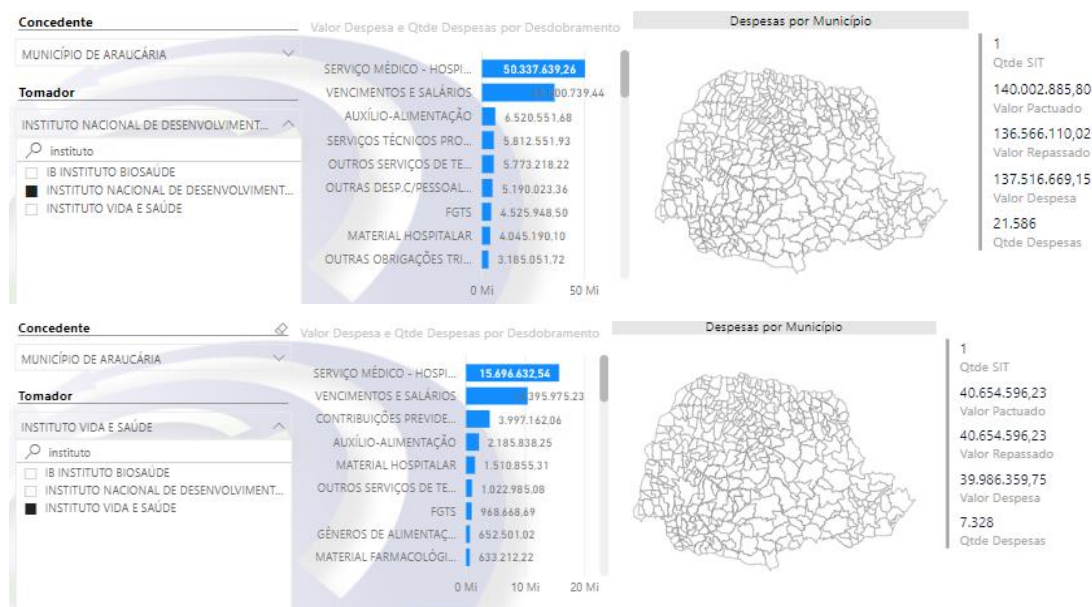 Concedente
MUNICÍPIO DE ARAUCÁRIA
Tomador
INSTITUTO NACIONAL DE DESENVOLVIMENT...
instituto
IB INSTITUTO BIOSAÚDE
INSTITUTO NACIONAL DE DESENVOLVIMENT...
INSTITUTO VIDA E SAÚDE
Valor Despesa e Qtde Despesas por Desdobramento
SERVIÇO MÉDICO - HOSPI... 50.337.639,26
VENCIMENTOS E SALÁRIOS 00.739,44
AUXÍLIO-ALIMENTAÇÃO 6.520.551,68
SERVIÇOS TÉCNICOS PRO... 5.812.551,93
OUTROS SERVIÇOS DE TE... 5.773.218,22
OUTRAS DESP.C/PESSOAL... 5.190.023,36
FGTS 4.525.948,50
MATERIAL HOSPITALAR 4.045.190,10
OUTRAS OBRIGAÇÕES TRI... 3.185.051,72
0 Mi 50 Mi
Despesas por Município
1
Qtde SIT
140.002.885,80
Valor Pactuado
136.566.110,02
Valor Repassado
137.516.669,15
Valor Despesa
21.586
Qtde Despesas
Concedente
MUNICÍPIO DE ARAUCÁRIA
Tomador
INSTITUTO VIDA E SAÚDE
instituto
IB INSTITUTO BIOSAÚDE
INSTITUTO NACIONAL DE DESENVOLVIMENT...
INSTITUTO VIDA E SAÚDE
Valor Despesa e Qtde Despesas por Desdobramento
SERVIÇO MÉDICO - HOSPI... 15.696.632,54
VENCIMENTOS E SALÁRIOS 395.975,23
CONTRIBUIÇÕES PREVIDE... 3.997.162,06
AUXÍLIO-ALIMENTAÇÃO 2.185.838,25
MATERIAL HOSPITALAR 1.510.855,31
OUTROS SERVIÇOS DE TE... 1.022.985,08
FGTS 968.668,69
GÊNEROS DE ALIMENTAÇ... 652.501,02
MATERIAL FARMACOLÓGI... 633.212,22
0 Mi 10 Mi 20 Mi
Despesas por Município
1
Qtde SIT
40.654.596,23
Valor Pactuado
40.654.596,23
Valor Repassado
39.986.359,75
Valor Despesa
7.328
Qtde Despesas